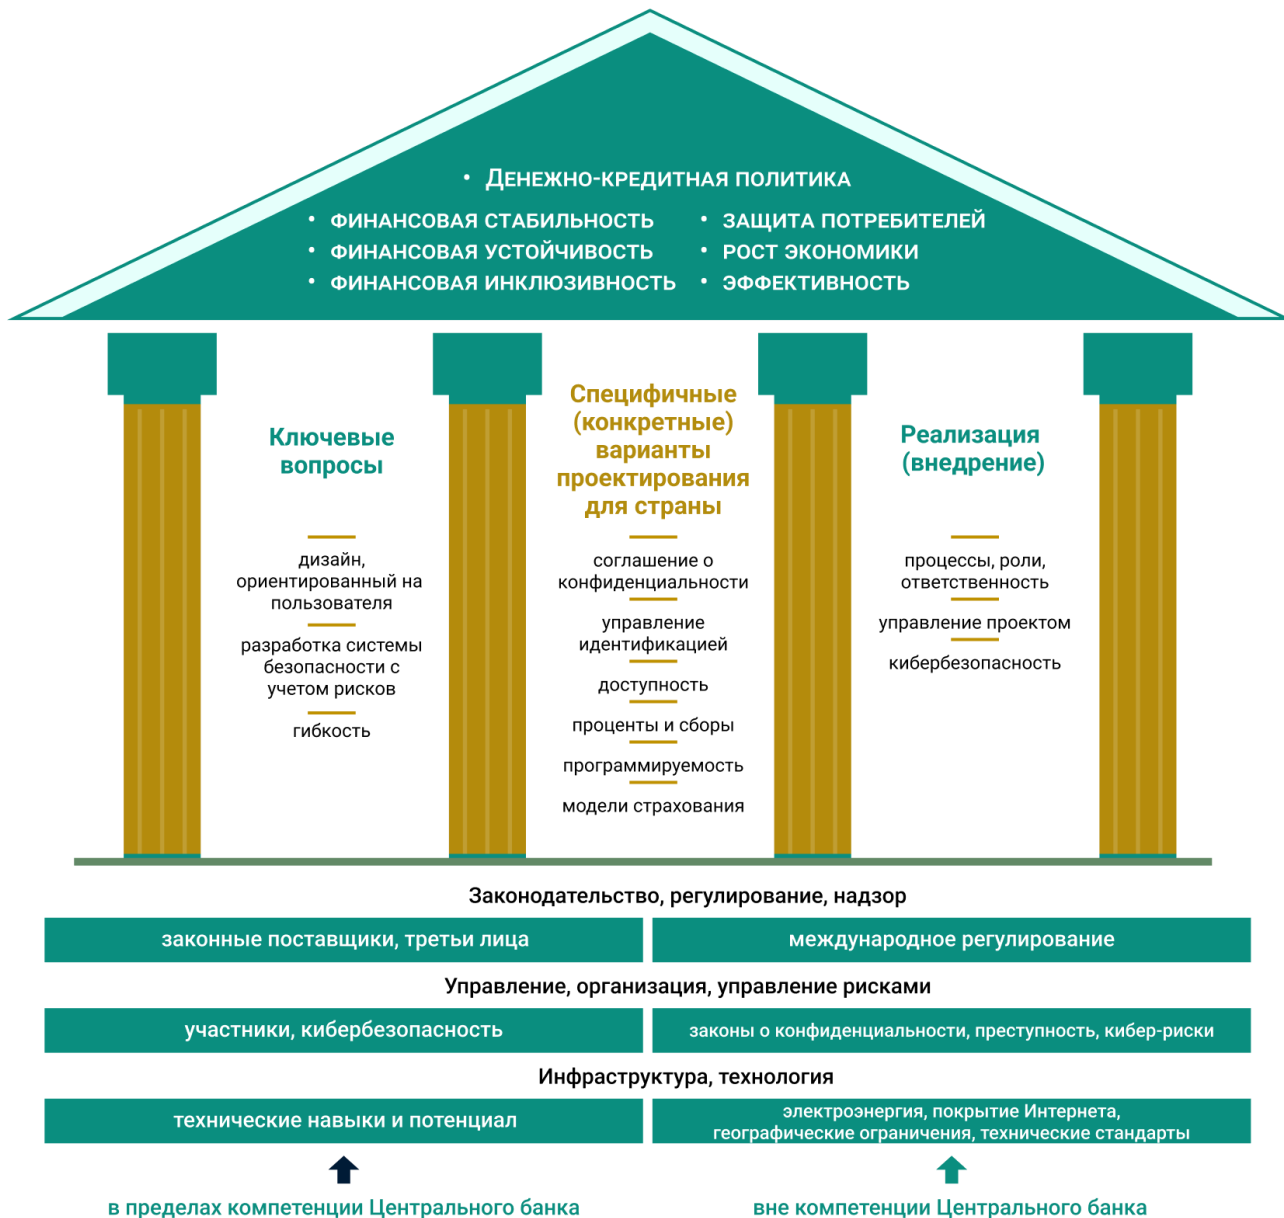 • Денежно-кредитная политика
• финансовая стабильность
• финансовая устойчивость
• финансовая инклюзивность
• защита потребителей
• рост экономики
• эффективность
Ключевые
вопросы
дизайн,
ориентированный на
пользователя
разработка системы
безопасности с
учетом рисков
гибкость
Специфичные
(конкретные)
варианты
проектирования
для страны
соглашение о
конфиденциальности
управление
идентификацией
доступность
проценты и сборы
программируемость
модели страхования
Реализация
(внедрение)
процессы, роли,
ответственность
управление проектом
кибербезопасность
Законодательство, регулирование, надзор
законные поставщики, третьи лица
международное регулирование
Управление, организация, управление рисками
участники, кибербезопасность
законы о конфиденциальности, преступность, кибер-риски
Инфраструктура, технология
технические навыки и потенциал
электроэнергия, покрытие Интернета,
географические ограничения, технические стандарты
в пределах компетенции Центрального банка
вне компетенции Центрального банка